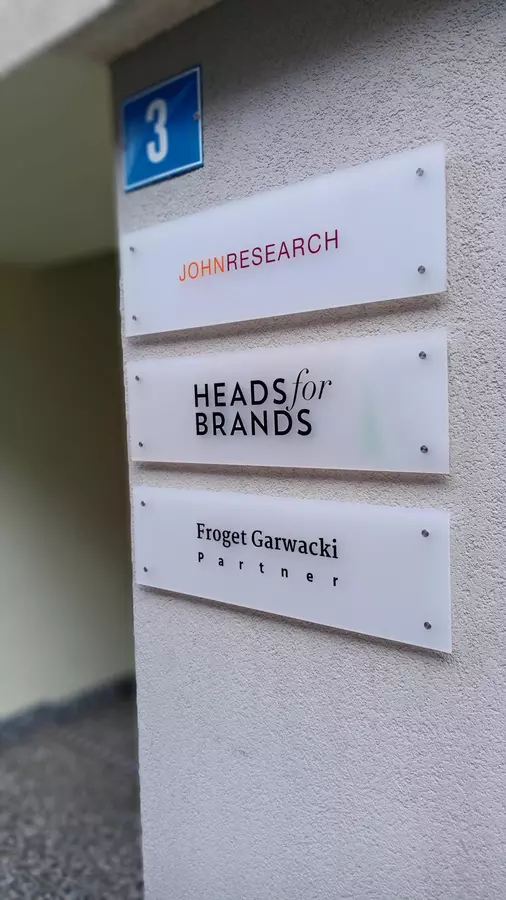 3
JOHNRESEARCH
HEADS for
BRANDS
Froget Garwacki
Partner